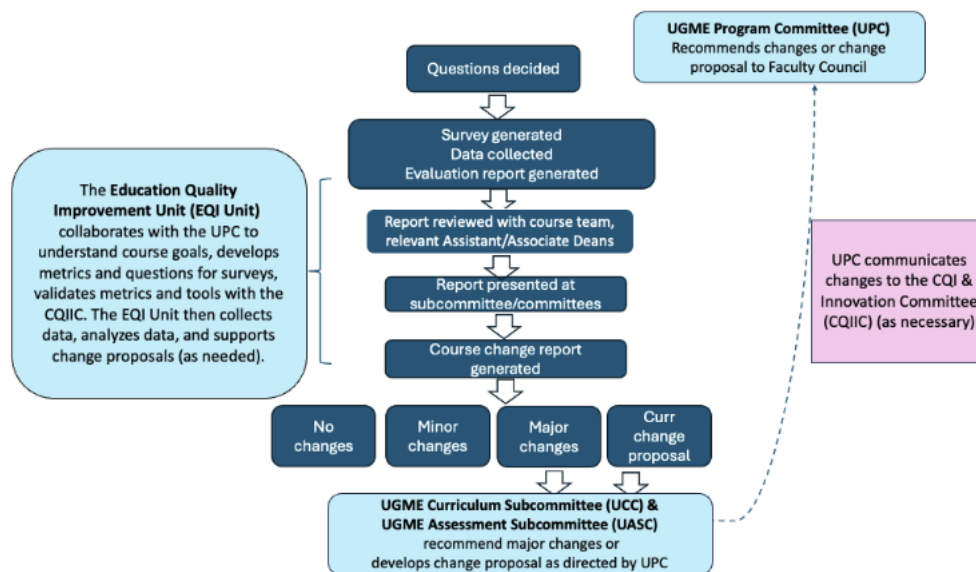 UGME Program Committee (UPC)
Recommends changes or change
proposal to Faculty Council
Questions decided
Survey generated
Data collected
Evaluation report generated
The Education Quality
Improvement Unit (EQI Unit)
collaborates with the UPC to
understand course goals, develops
metrics and questions for surveys,
validates metrics and tools with the
CQIIC. The EQI Unit then collects
data, analyzes data, and supports
change proposals (as needed).
Report reviewed with course team,
relevant Assistant/Associate Deans
Report presented at
subcommittee/committees
Course change report
generated
UPC communicates
changes to the CQI &
Innovation Committee
(CQIIC) (as necessary)
No
changes
Minor
changes
Major
changes
Curr
change
proposal
UGME Curriculum Subcommittee (UCC) &
UGME Assessment Subcommittee (UASC)
recommend major changes or
develops change proposal as directed by UPC